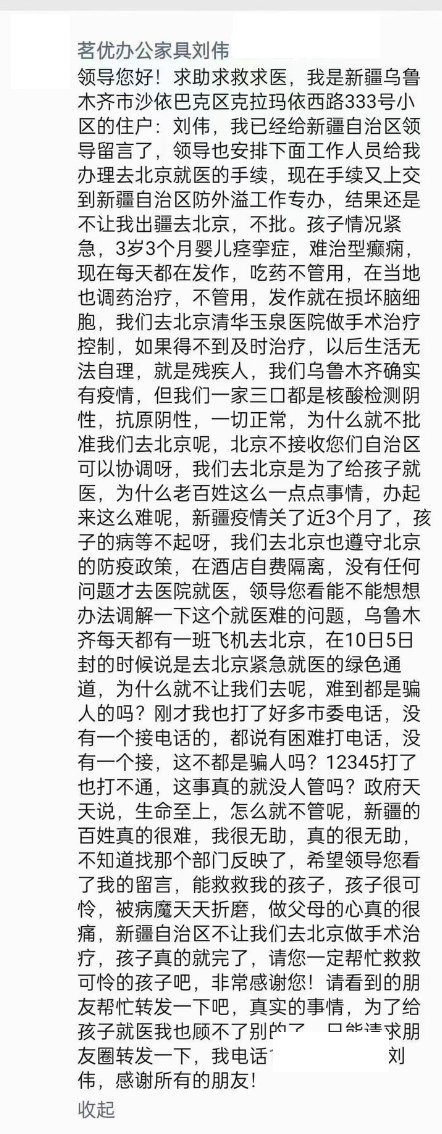 茗优办公家具刘伟
领导您好！求助求救求医，我是新疆乌鲁
木齐市沙依巴克区克拉玛依西路333号小
区的住户：刘伟，我已经给新疆自治区领
导留言了，领导也安排下面工作人员给我
办理去北京就医的手续，现在手续又上交
到新疆自治区防外溢工作专办，结果还是
不让我出疆去北京，不批。孩子情况紧
急，3岁3个月婴儿痉挛症，难治型癫痫，
现在每天都在发作，吃药不管用，在当地
也调药治疗，不管用，发作就在损坏脑细
胞，我们去北京清华玉泉医院做手术治疗
控制，如果得不到及时治疗，以后生活无
法自理，就是残疾人，我们乌鲁木齐确实
有疫情，但我们一家三口都是核酸检测阴
性，抗原阴性，一切正常，为什么就不批
准我们去北京呢，北京不接收您们自治区
可以协调呀，我们去北京是为了给孩子就
医，为什么老百姓这么一点点事情，办起
来这么难呢，新疆疫情关了近3个月了，孩
子的病等不起呀，我们去北京也遵守北京
的防疫政策，在酒店自费隔离，没有任何
问题才去医院就医，领导您看能不能想想
办法调解一下这个就医难的问题，乌鲁木
齐每天都有一班飞机去北京，在10日5日
封的时候说是去北京紧急就医的绿色通
道，为什么就不让我们去呢，难到都是骗
人的吗？刚才我也打了好多市委电话，没
有一个接电话的，都说有困难打电话，没
有一个接，这不都是骗人吗？12345打了
也打不通，这事真的就没人管吗？政府天
天说，生命至上，怎么就不管呢，新疆的
百姓真的很难，我很无助，真的很无助，
不知道找那个部门反映了，希望领导您看
了我的留言，能救救我的孩子，孩子很可
怜，被病魔天天折磨，做父母的心真的很
痛，新疆自治区不让我们去北京做手术治
疗，孩子真的就完了，请您一定帮忙救救
可怜的孩子吧，非常感谢您！请看到的朋
友帮忙转发一下吧，真实的事情，为了给
孩子就医我也顾不了别的了，只能请求朋
友圈转发一下，我电话 刘
伟，感谢所有的朋友！
收起